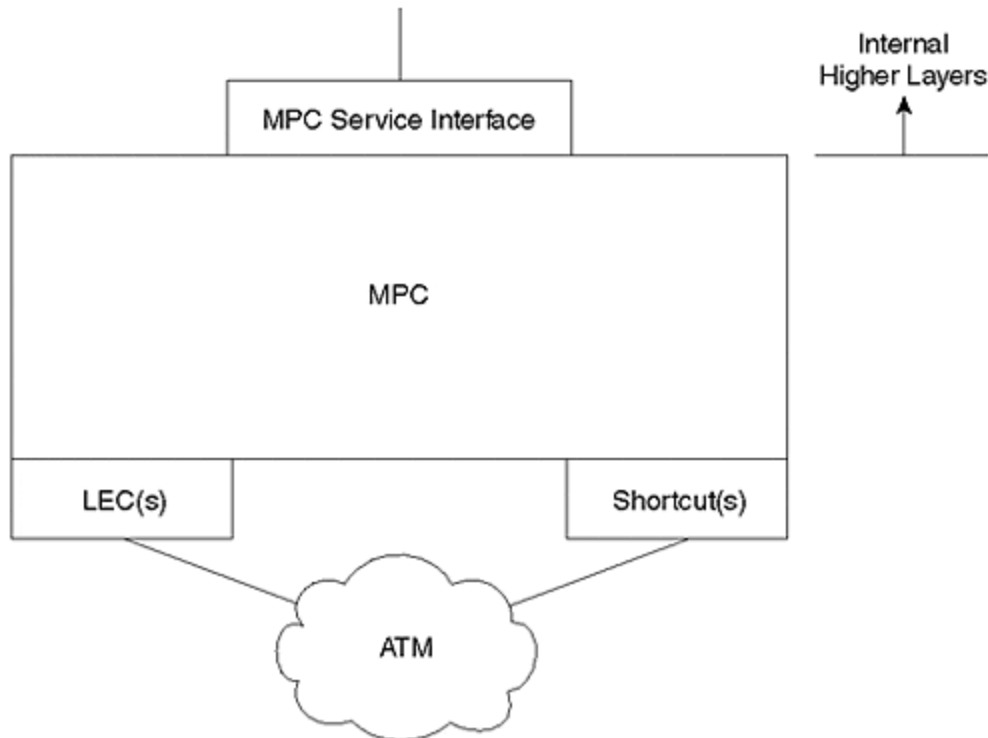 Internal
Higher Layers
MPC Service Interface
MPC
LEC(s)
Shortcut(s)
ATM